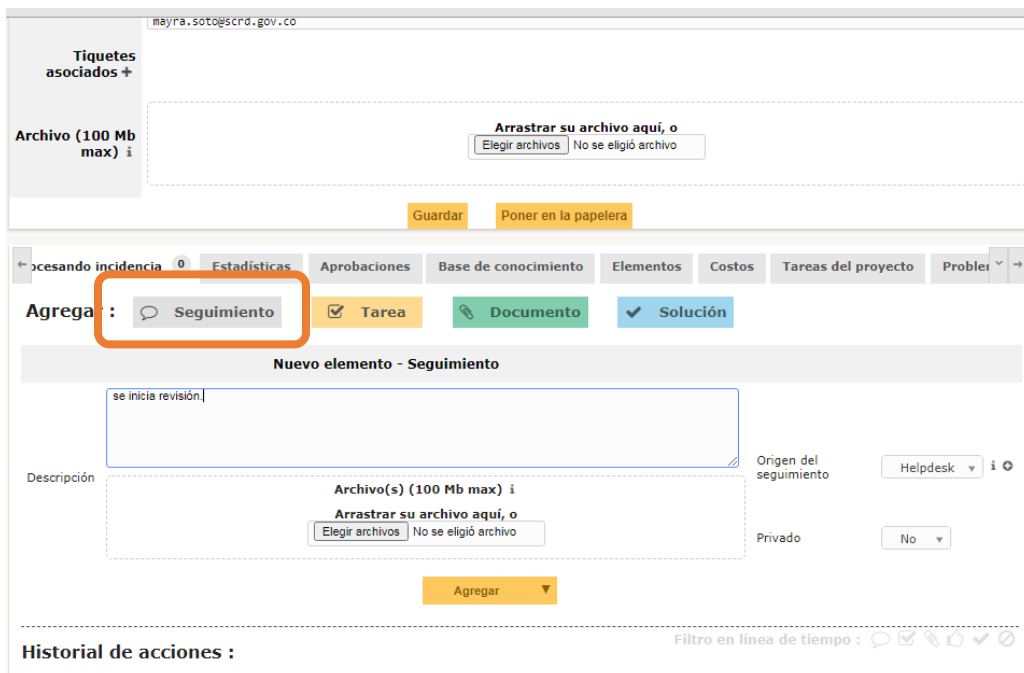 mayra.soto@scrd.gov.co
Tiquetes
asociados +
Archivo (100 Mb
max) i
Arrastrar su archivo aquí, o
Elegir archivos No se eligió archivo
Guardar Poner en la papelera
ocesando incidencia 0 Estadísticas Aprobaciones Base de conocimiento Elementos Costos Tareas del proyecto Probler
Agregar : Seguimiento Tarea Documento Solución
Nuevo elemento - Seguimiento
se inicia revisión.
Descripción
Archivo(s) (100 Mb max) i
Arrastrar su archivo aquí, o
Elegir archivos No se eligió archivo
Origen del
seguimiento
Helpdesk i
Privado No
Agregar
Filtro en línea de tiempo :
Historial de acciones :